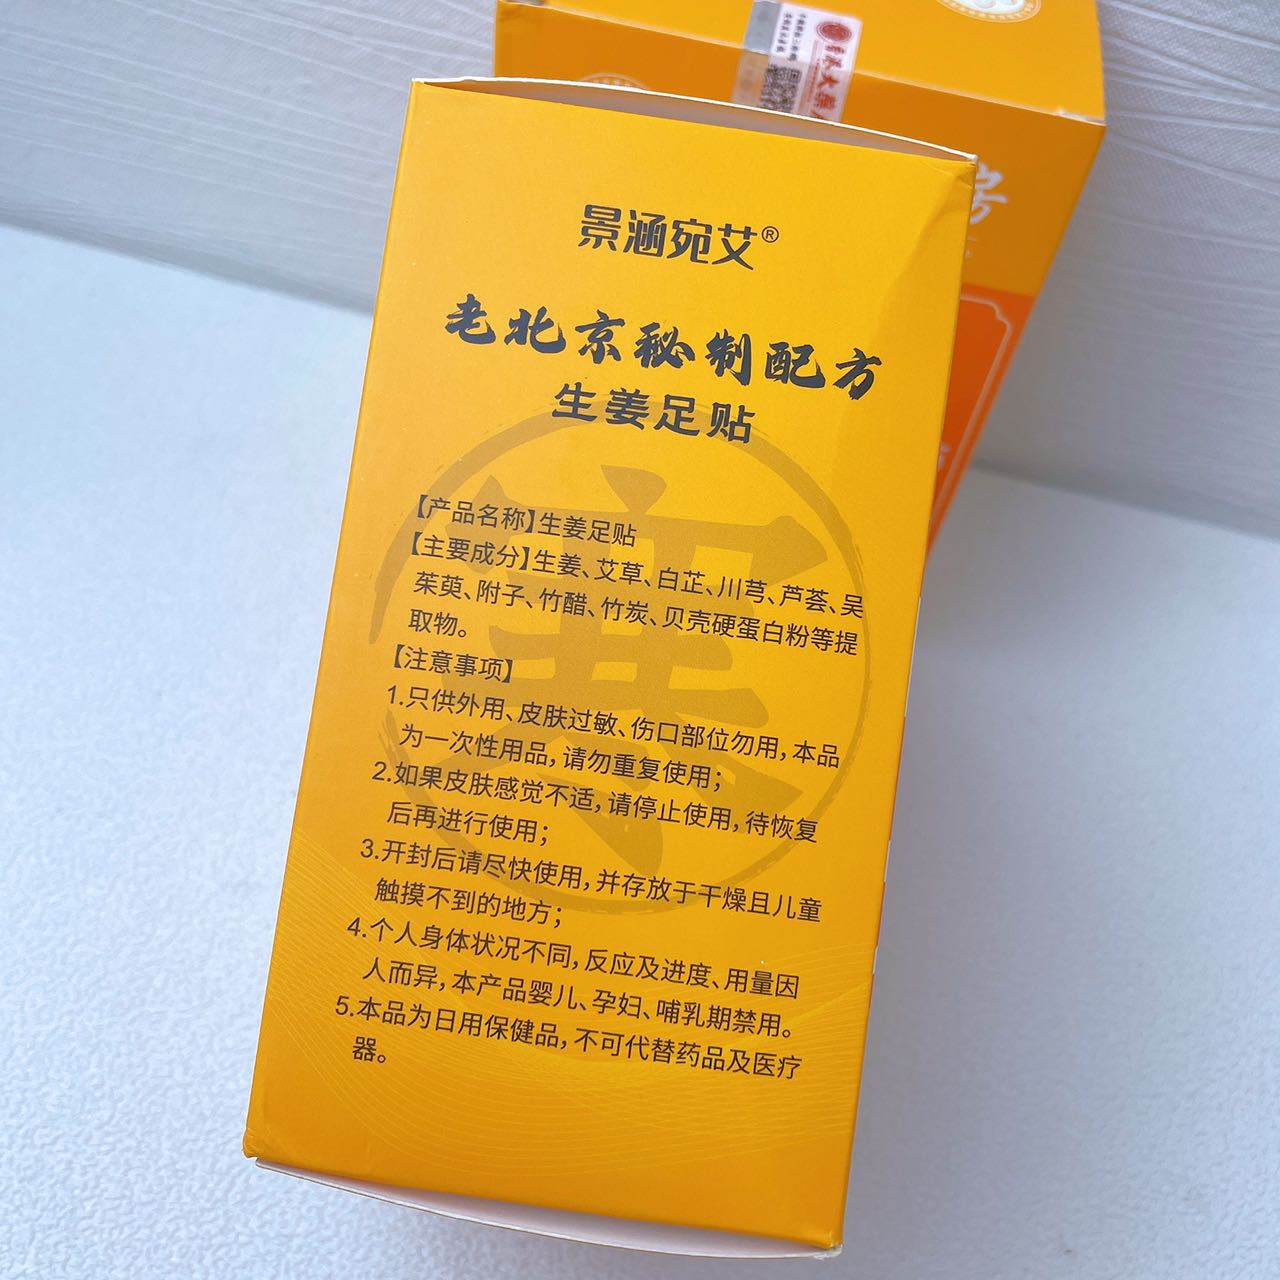 景涵宛艾®
老北京秘制配方
生姜足贴
【产品名称】生姜足贴
【主要成分】生姜、艾草、白芷、川芎、芦荟、吴
茱萸、附子、竹醋、竹炭、贝壳硬蛋白粉等提
取物。
【注意事项】
1.只供外用、皮肤过敏、伤口部位勿用,本品
为一次性用品,请勿重复使用;
2.如果皮肤感觉不适,请停止使用,待恢复
后再进行使用;
3.开封后请尽快使用,并存放于干燥且儿童
触摸不到的地方;
4.个人身体状况不同,反应及进度、用量因
人而异,本产品婴儿、孕妇、哺乳期禁用。
5.本品为日用保健品,不可代替药品及医疗
器。
寒
房